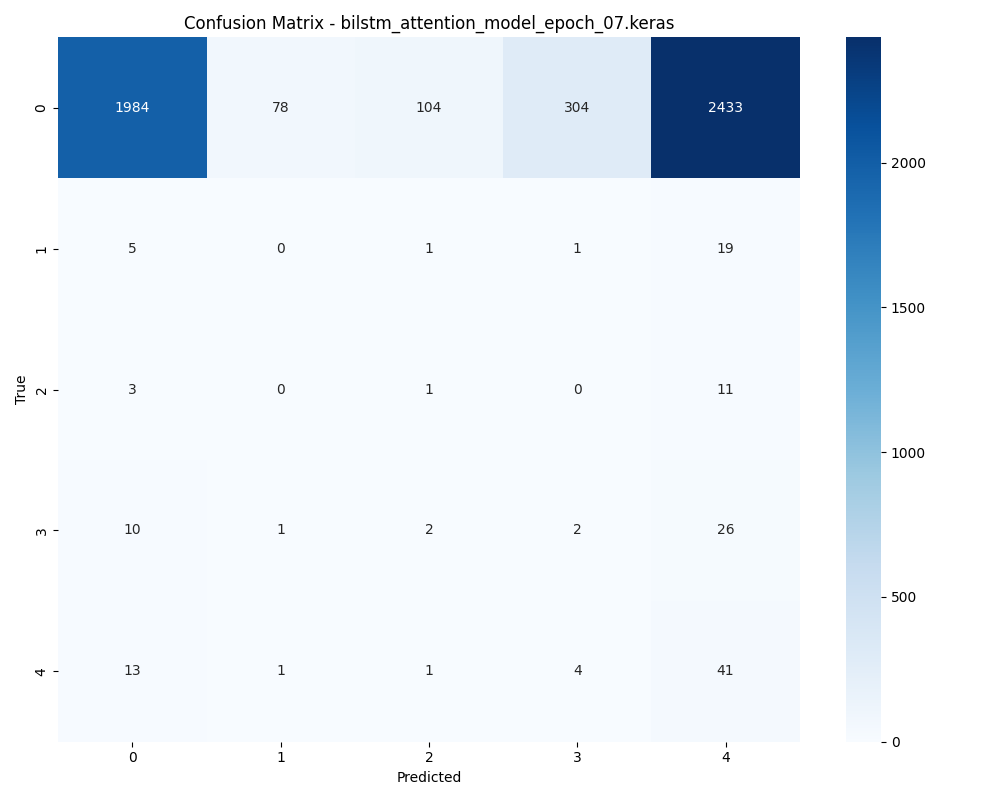 Confusion Matrix - bilstm_attention_model_epoch_07.keras
0 1984 78 104 304 2433
1 5 0 1 1 19
2 3 0 1 0 11
3 10 1 2 2 26
4 13 1 1 4 41
0 1 2 3 4
Predicted
True
2000
1500
1000
500
0